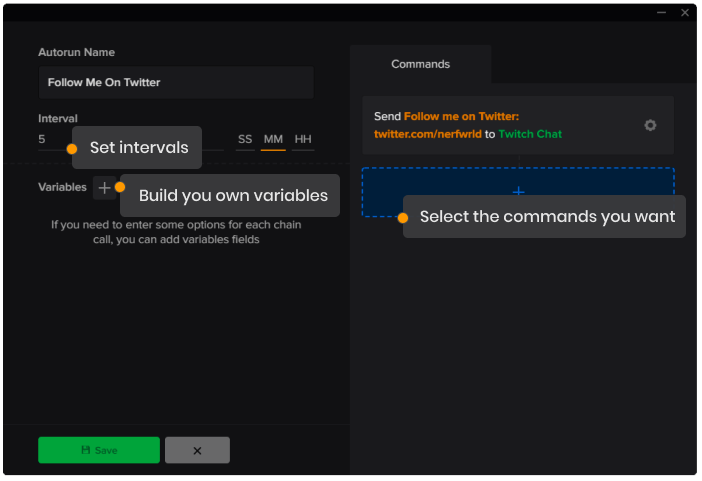 Autorun Name
Follow Me On Twitter
Interval
5
SS MM HH
Set intervals
Variables
Build you own variables
If you need to enter some options for each chain
call, you can add variables fields
Save
Commands
Send Follow me on Twitter:
twitter.com/nerfwrld to Twitch Chat
Select the commands you want